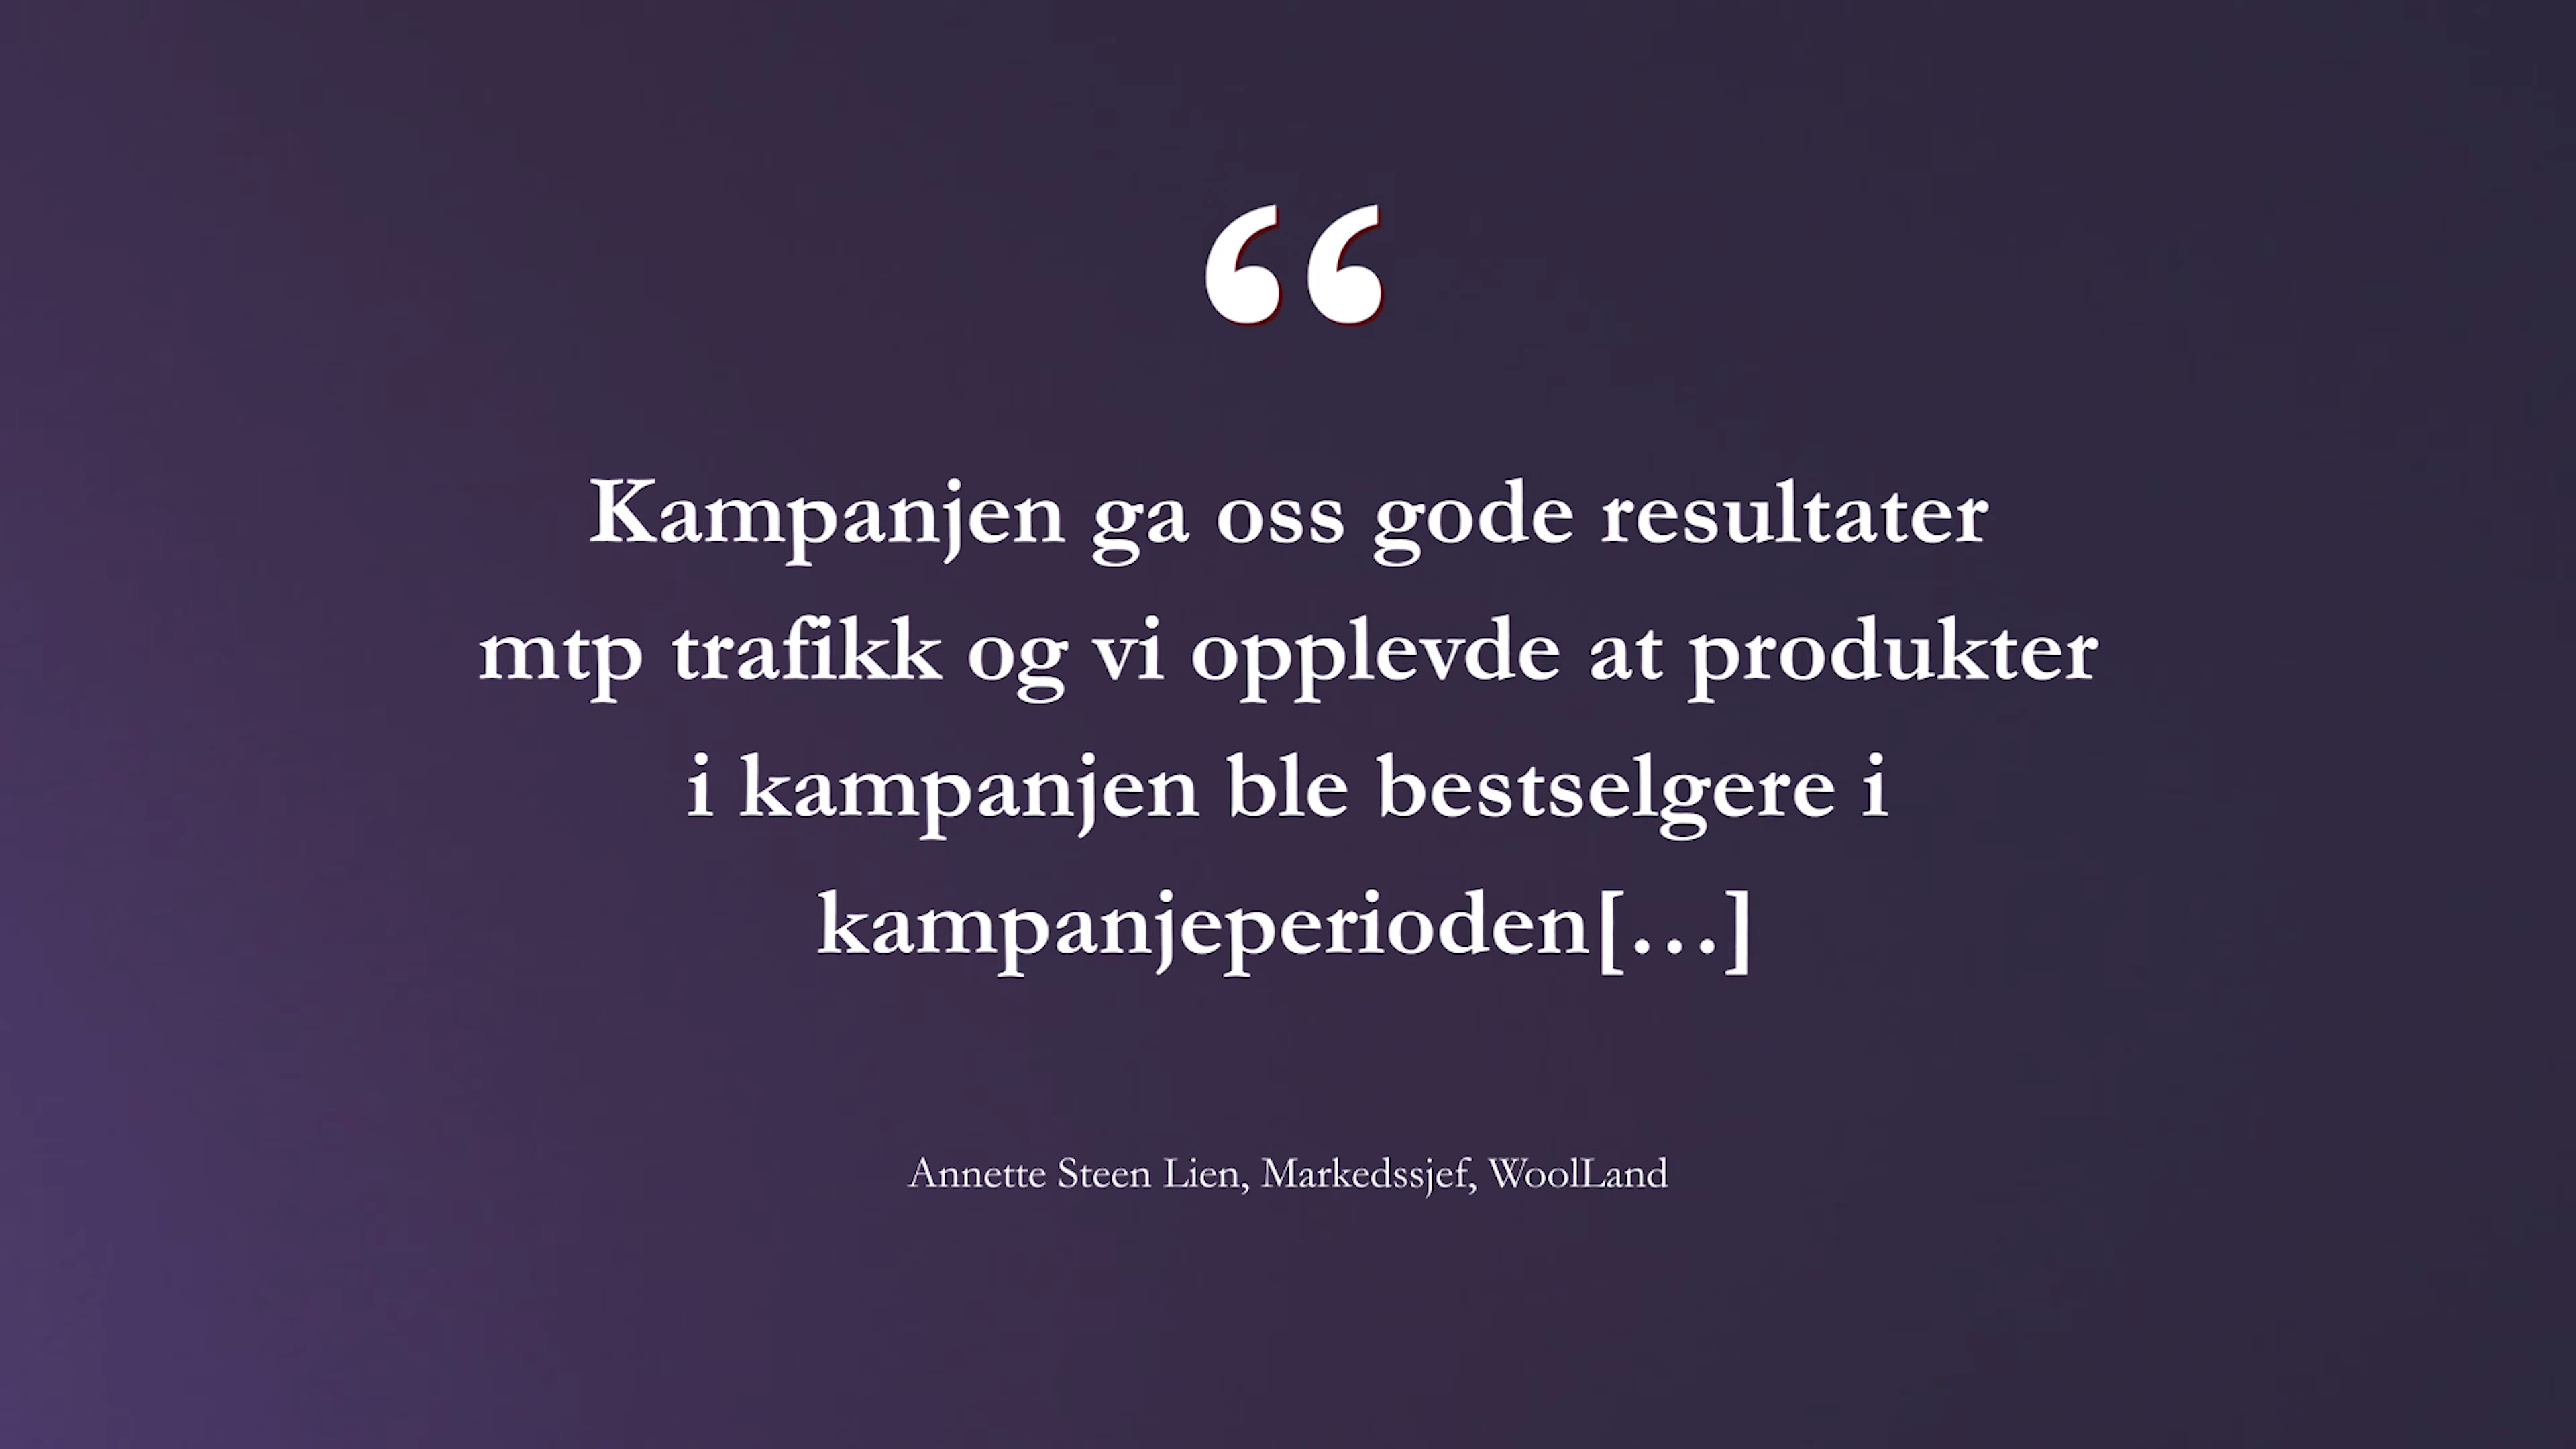 “
Kampanjen ga oss gode resultater
mtp trafikk og vi opplevde at produkter
i kampanjen ble bestselgere i
kampanjeperioden[…]
Annette Steen Lien, Markedssjef, WoolLand